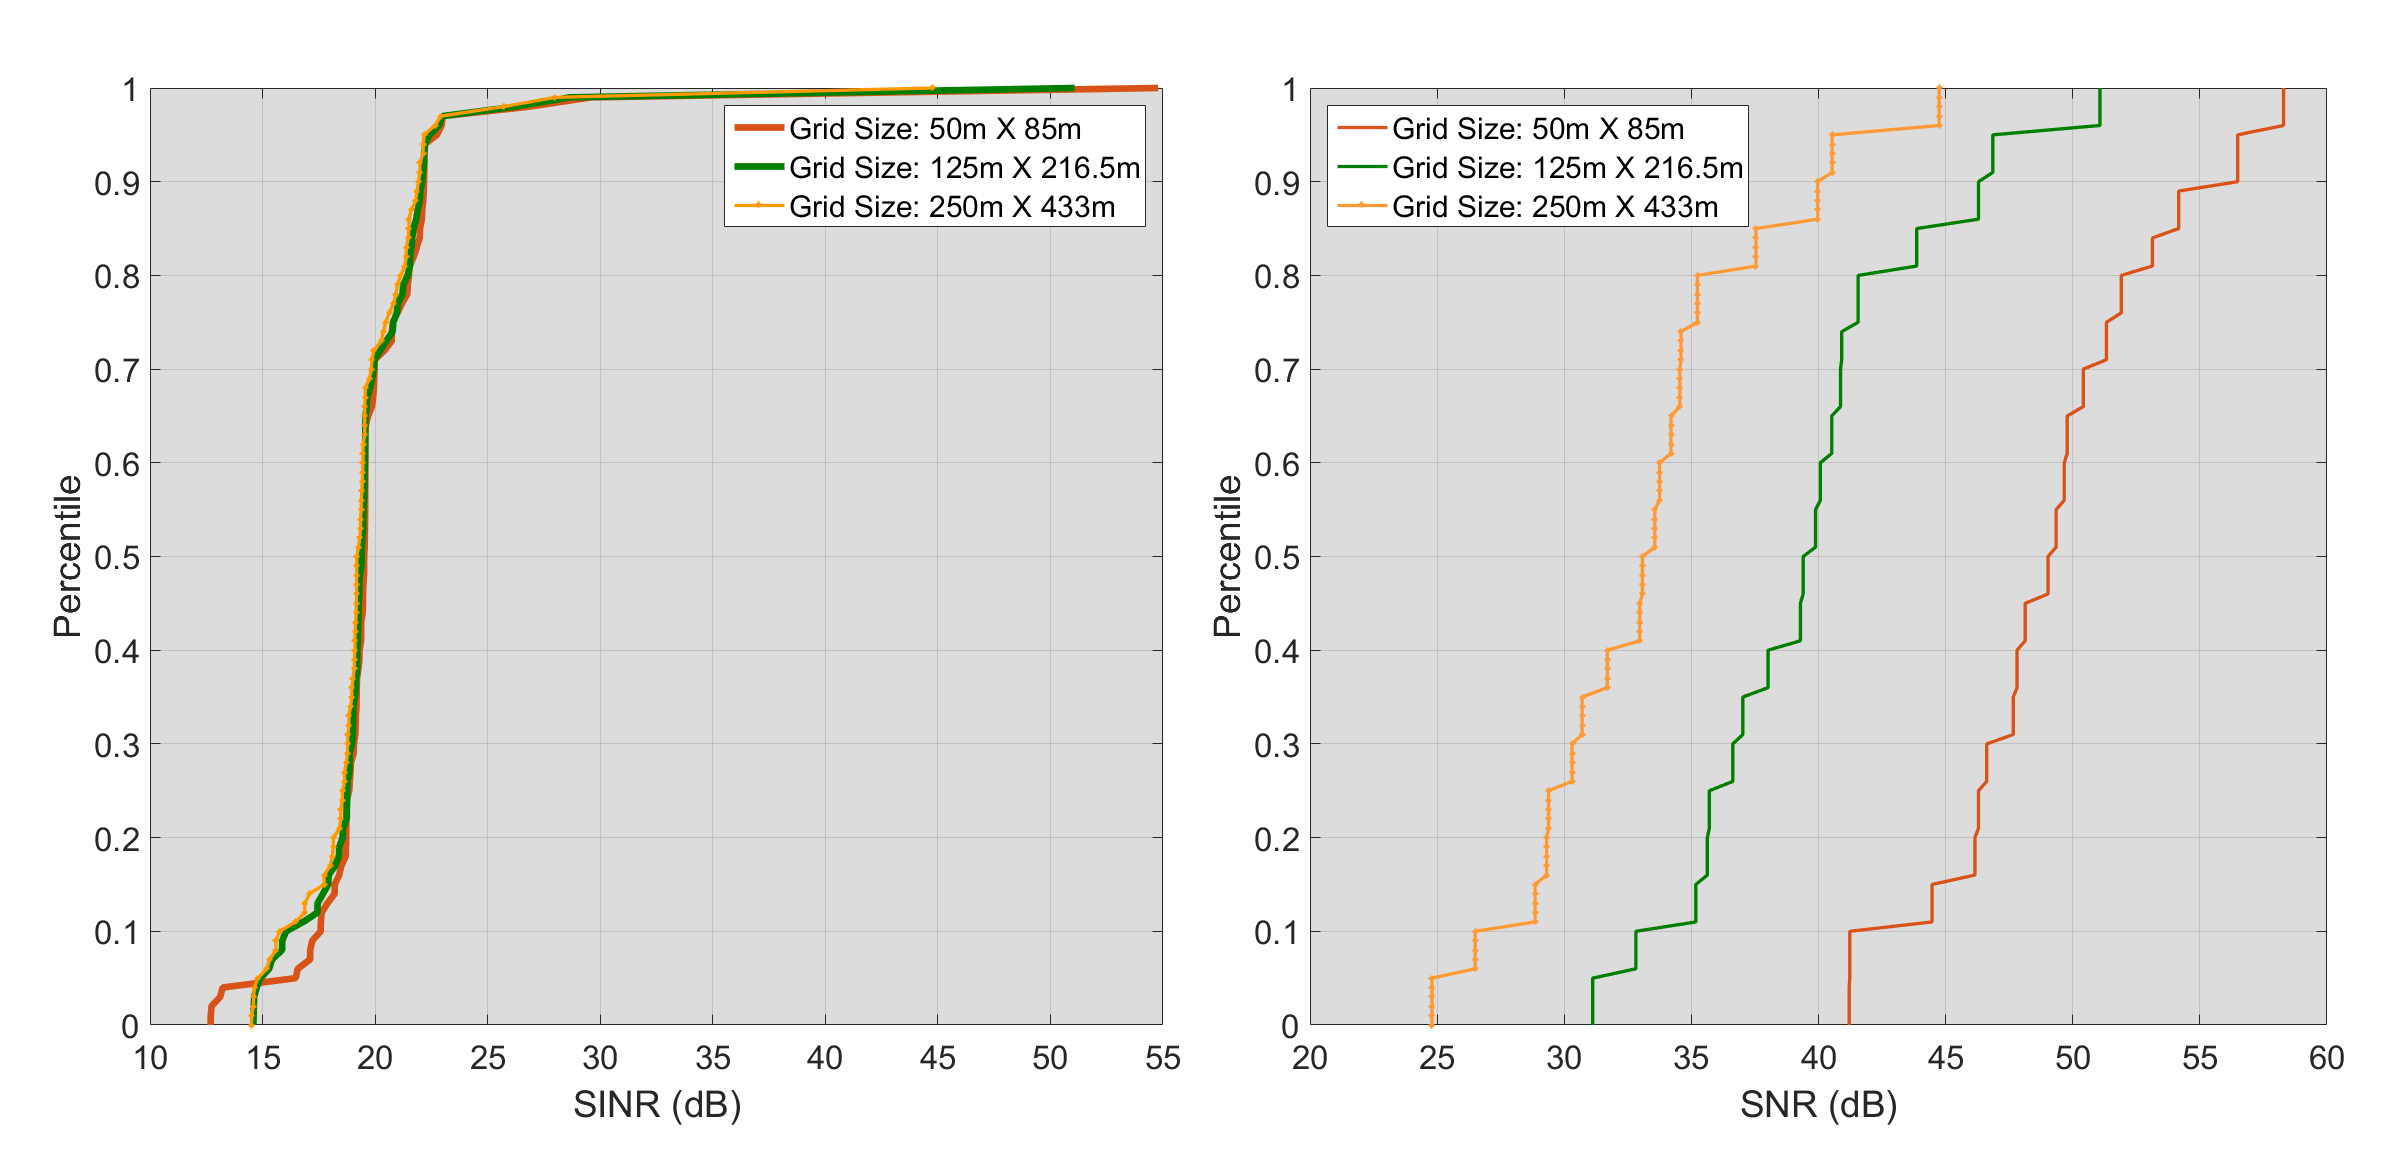 1
0.9
0.8
0.7
0.6
0.5
0.4
0.3
0.2
0.1
0
Percentile
10 15 20 25 30 35 40 45 50 55
SINR (dB)
Grid Size: 50m X 85m
Grid Size: 125m X 216.5m
Grid Size: 250m X 433m
1
0.9
0.8
0.7
0.6
0.5
0.4
0.3
0.2
0.1
0
Percentile
20 25 30 35 40 45 50 55 60
SNR (dB)
Grid Size: 50m X 85m
Grid Size: 125m X 216.5m
Grid Size: 250m X 433m